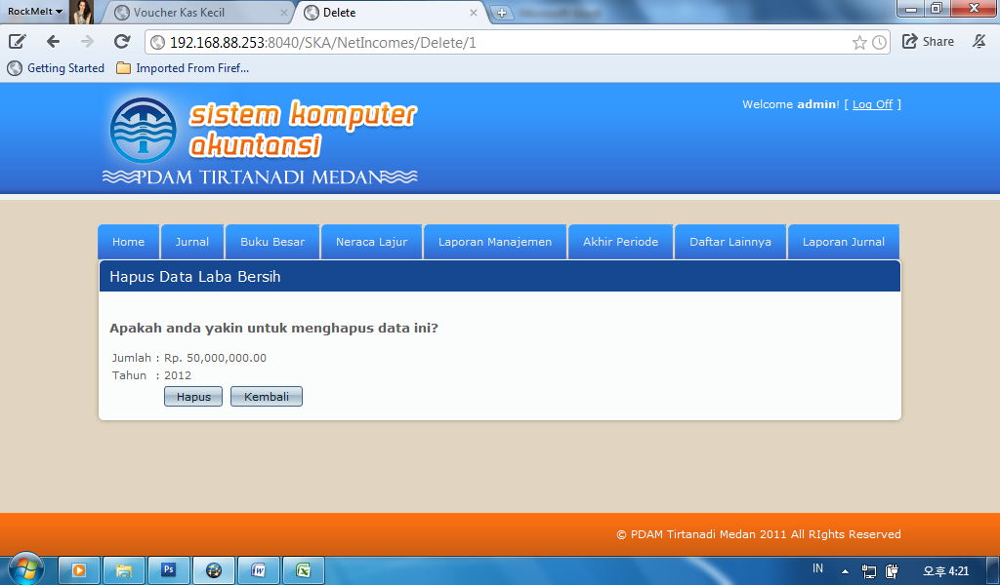 RockMelt
Voucher Kas Kecil
Delete
192.168.88.253:8040/SKA/NetIncomes/Delete/1
Share
Getting Started
Imported From Firef...
sistem komputer
akuntansi
PDAM TIRTANADI MEDAN
Welcome admin! [ Log Off ]
Home
Jurnal
Buku Besar
Neraca Lajur
Laporan Manajemen
Akhir Periode
Daftar Lainnya
Laporan Jurnal
Hapus Data Laba Bersih
Apakah anda yakin untuk menghapus data ini?
Jumlah : Rp. 50,000,000.00
Tahun : 2012
Hapus
Kembali
© PDAM Tirtanadi Medan 2011 All RIghts Reserved
Ps
IN
오후 4:21